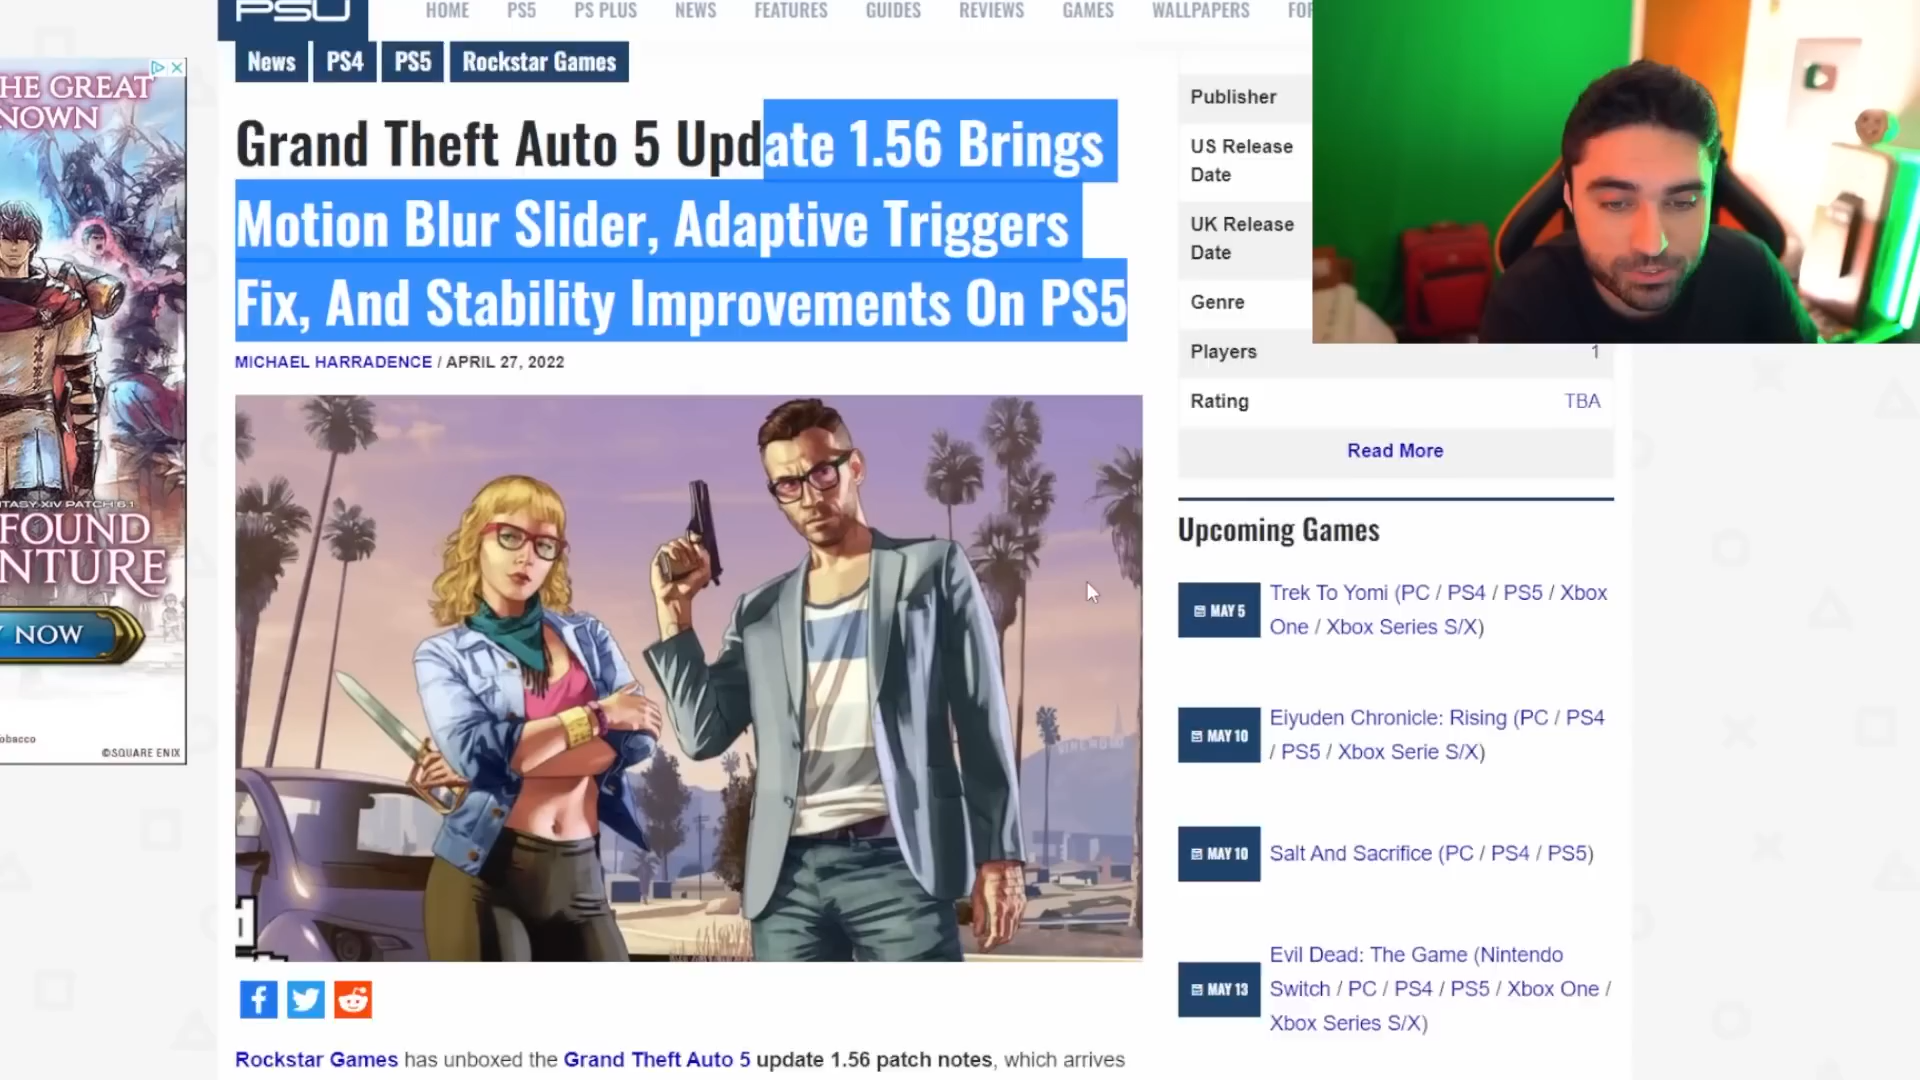 PSU
HOME PS5 PS PLUS NEWS FEATURES GUIDES REVIEWS GAMES WALLPAPERS
News PS4 PS5 Rockstar Games
Grand Theft Auto 5 Update 1.56 Brings
Motion Blur Slider, Adaptive Triggers
Fix, And Stability Improvements On PS5
MICHAEL HARRADENCE / APRIL 27, 2022
Rockstar Games has unboxed the Grand Theft Auto 5 update 1.56 patch notes, which arrives
HE GREAT
NOWN
TASY XIV PATCH 6.1
FOUND
NTURE
NOW
obacco
©SQUARE ENIX
Publisher
US Release
Date
UK Release
Date
Genre
Players 1
Rating TBA
Read More
Upcoming Games
MAY 5
Trek To Yomi (PC / PS4 / PS5 / Xbox
One / Xbox Series S/X)
MAY 10
Eiyuden Chronicle: Rising (PC / PS4
/ PS5 / Xbox Serie S/X)
MAY 10
Salt And Sacrifice (PC / PS4 / PS5)
MAY 13
Evil Dead: The Game (Nintendo
Switch / PC / PS4 / PS5 / Xbox One /
Xbox Series S/X)